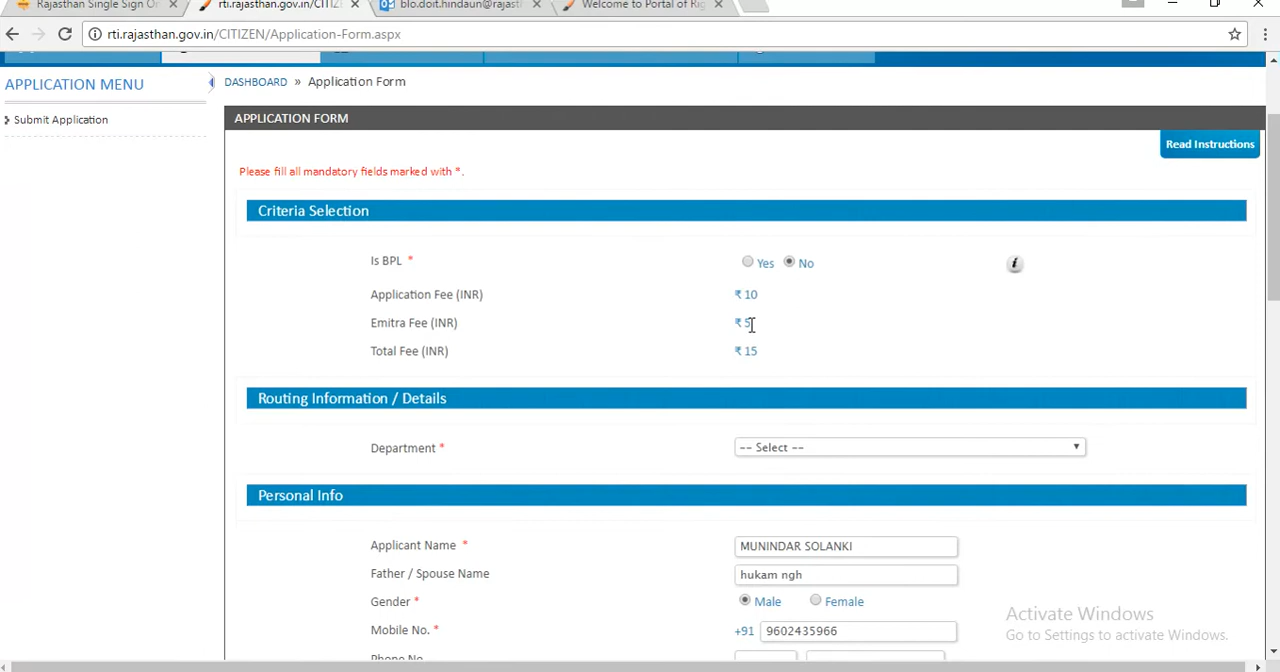 Rajasthan Single Sign O
rti.rajasthan.gov.in/CITIZ
blo.doit.hindaun@rajast
Welcome to Portal of Rig
rti.rajasthan.gov.in/CITIZEN/Application-Form.aspx
APPLICATION MENU
Submit Application
DASHBOARD » Application Form
APPLICATION FORM
Read Instructions
Please fill all mandatory fields marked with *.
Criteria Selection
Is BPL * Yes No
Application Fee (INR) ₹ 10
Emitra Fee (INR) ₹ 5
Total Fee (INR) ₹ 15
Routing Information / Details
Department * -- Select --
Personal Info
Applicant Name * MUNINDAR SOLANKI
Father / Spouse Name hukam ngh
Gender * Male Female
Mobile No. * +91 9602435966
Phone No.
Activate Windows
Go to Settings to activate Windows.